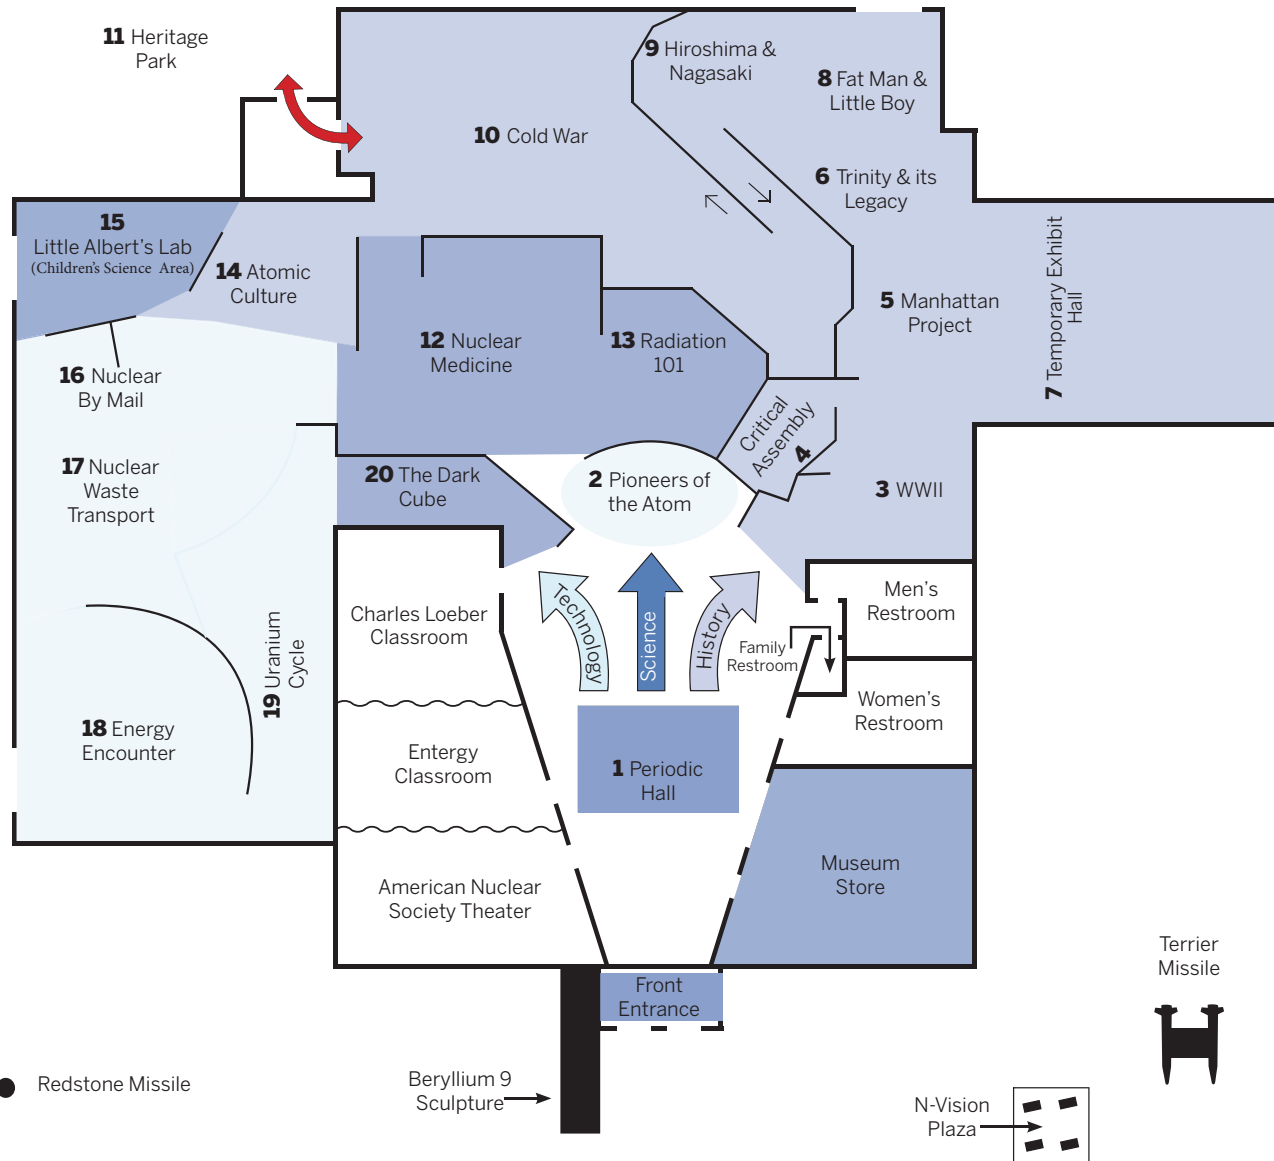 11 Heritage
Park
9 Hiroshima &
Nagasaki
8 Fat Man &
Little Boy
10 Cold War
6 Trinity & its
Legacy
15
Little Albert's Lab
(Children's Science Area)
14 Atomic
Culture
7 Temporary Exhibit
Hall
5 Manhattan
Project
12 Nuclear
Medicine
13 Radiation
101
16 Nuclear
By Mail
Critical
Assembly
4
17 Nuclear
Waste
Transport
20 The Dark
Cube
2 Pioneers of
the Atom
3 WWII
Technology
Science
History
Men's
Restroom
Charles Loeber
Classroom
Family
Restroom
19 Uranium
Cycle
Women's
Restroom
18 Energy
Encounter
Entergy
Classroom
1 Periodic
Hall
Museum
Store
American Nuclear
Society Theater
Terrier
Missile
Front
Entrance
Redstone Missile
Beryllium 9
Sculpture
N-Vision
Plaza